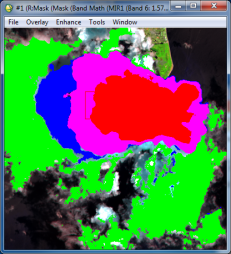 #1 (R:Mask (Mask (Band Math (MIR1 (Band 6: 1.57...
File Overlay Enhance Tools Window